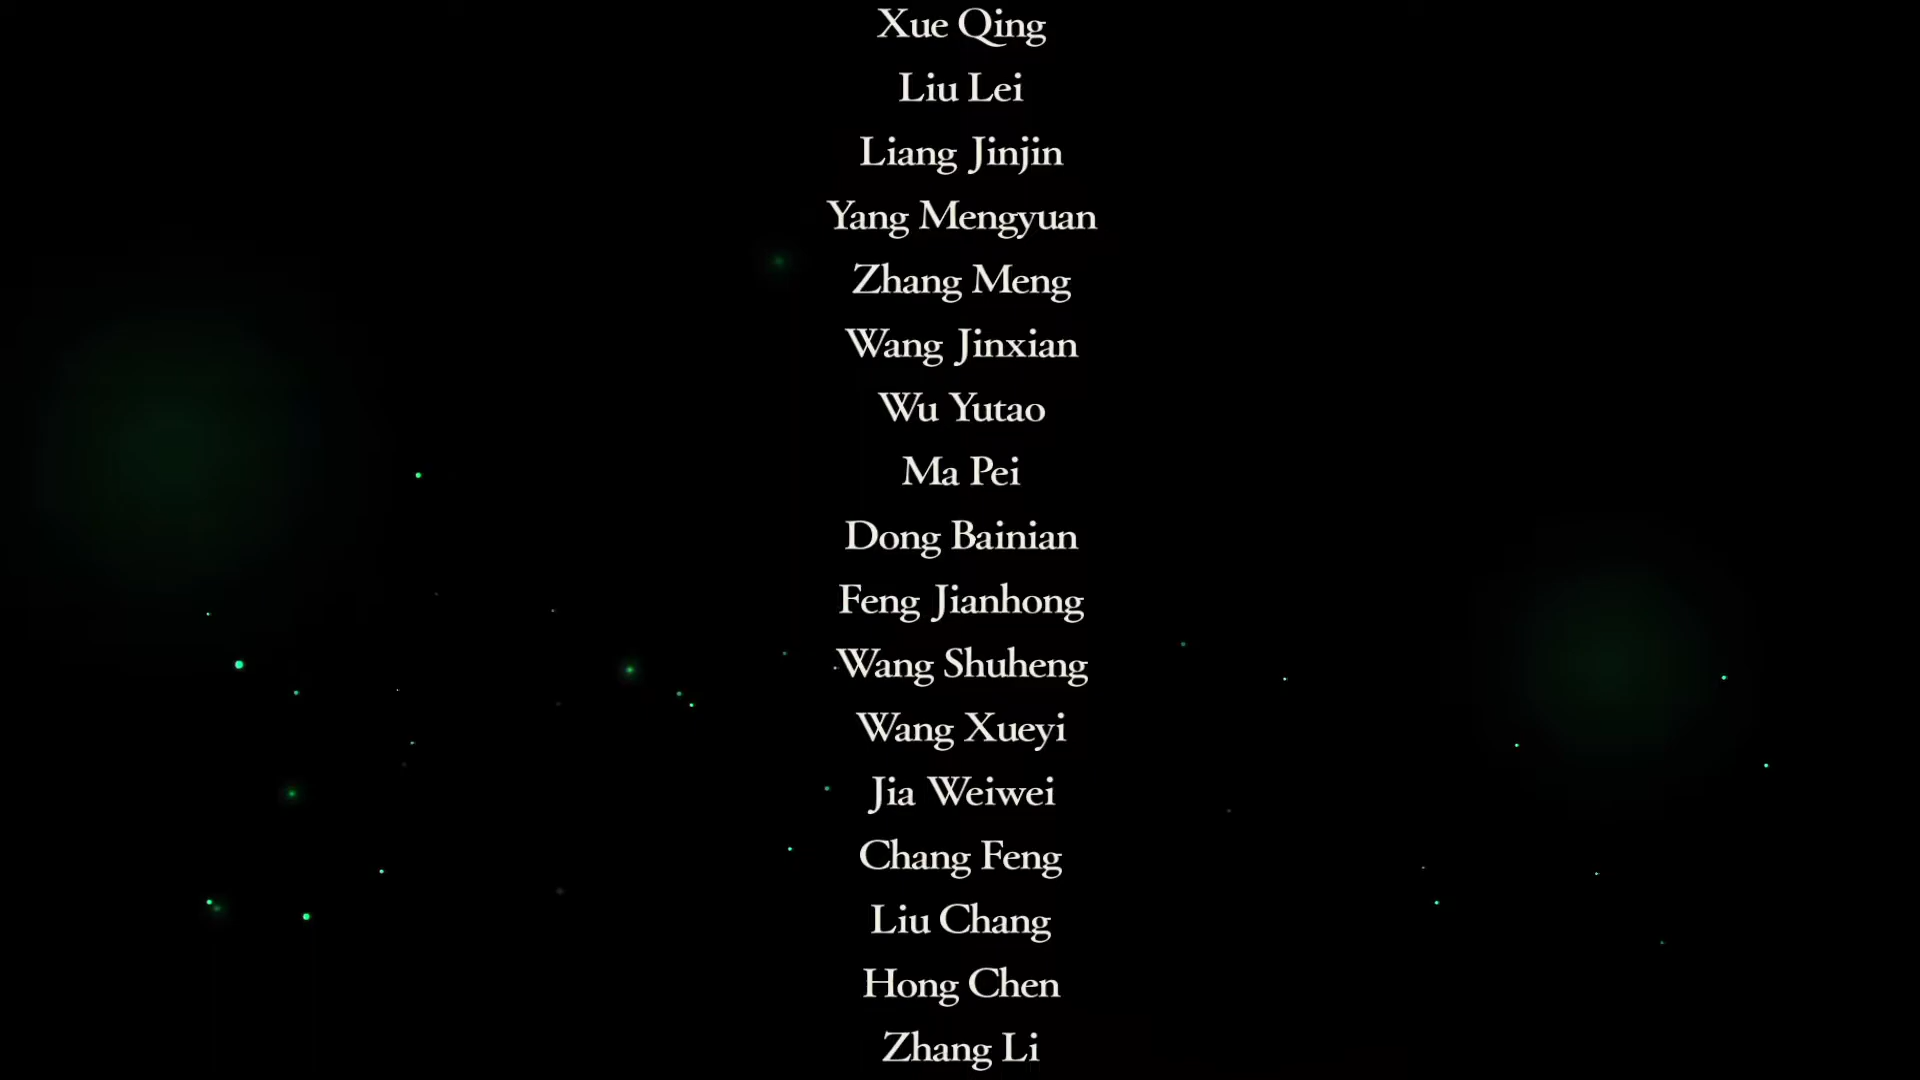 Xue Qing
Liu Lei
Liang Jinjin
Yang Mengyuan
Zhang Meng
Wang Jinxian
Wu Yutao
Ma Pei
Dong Bainian
Feng Jianhong
Wang Shuheng
Wang Xueyi
Jia Weiwei
Chang Feng
Liu Chang
Hong Chen
Zhang Li